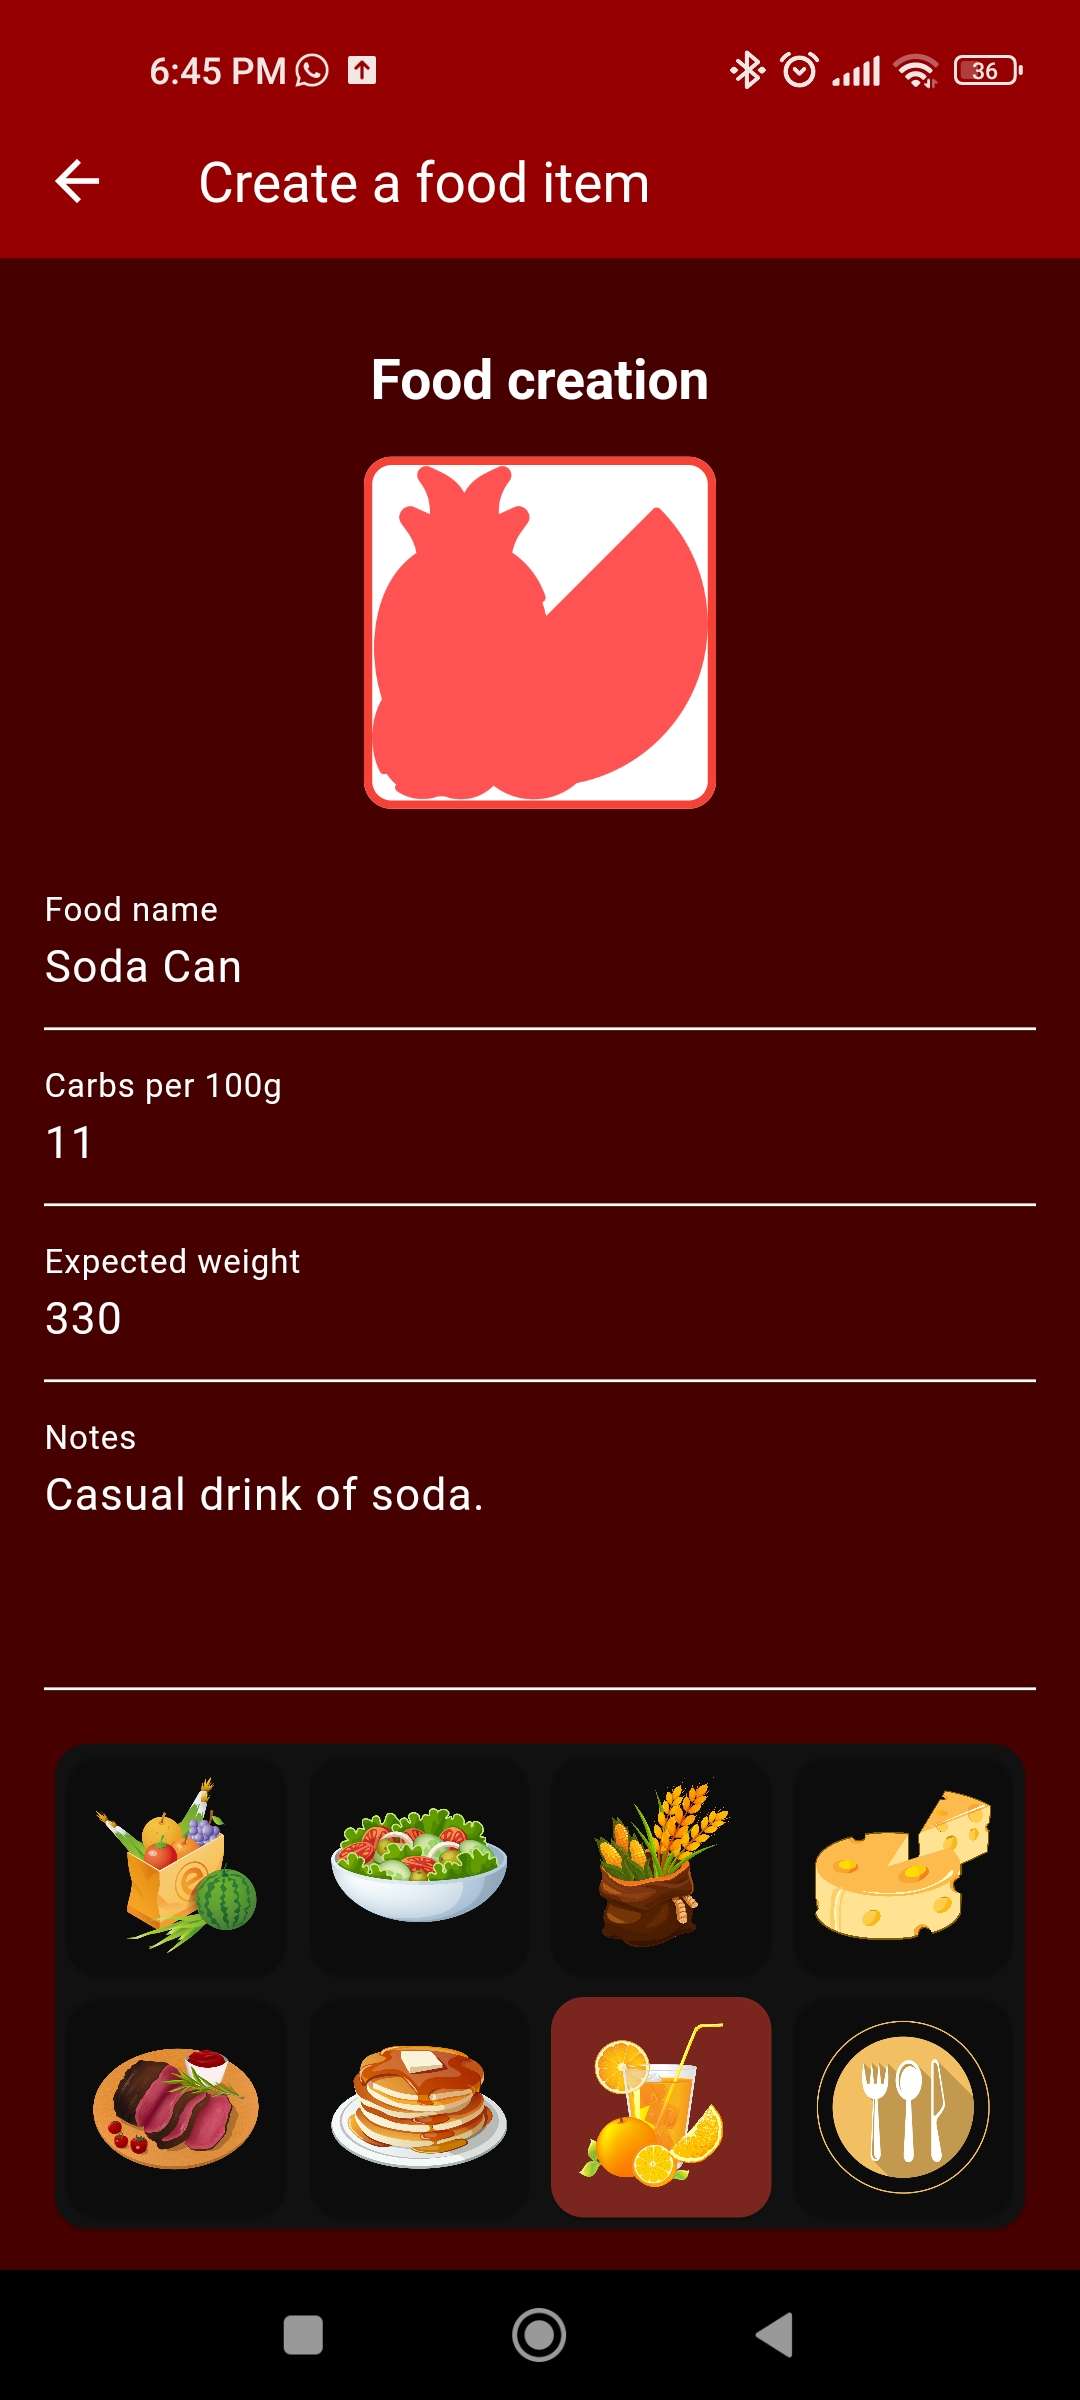 6:45 PM 36
Create a food item
Food creation
Food name
Soda Can
Carbs per 100g
11
Expected weight
330
Notes
Casual drink of soda.